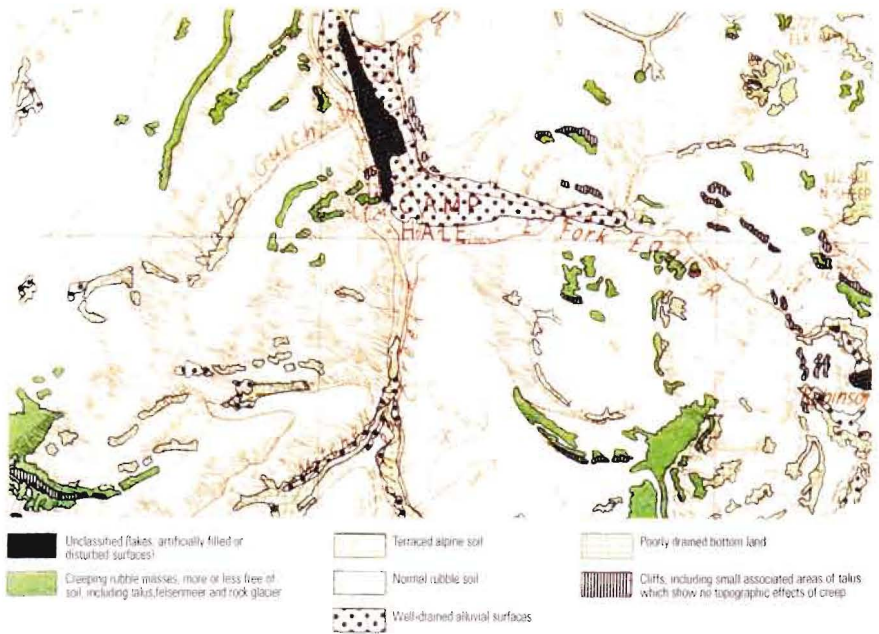 Gulch
CAMP
HALE
Fork
Unclassified (lakes, artificially filled or
disturbed surfaces)
Creeping rubble masses, more or less free of
soil, including talus, felsenmeer and rock glacier
Terraced alpine soil
Normal rubble soil
Well-drained alluvial surfaces
Poorly drained bottom land
Cliffs, including small associated areas of talus
which show no topographic effects of creep